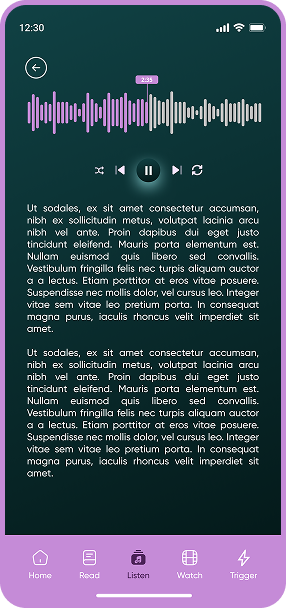 12:30
2:35
Ut sodales, ex sit amet consectetur accumsan,
nibh ex sollicitudin metus, volutpat lacinia arcu
nibh vel ante. Proin dapibus dui eget justo
tincidunt eleifend. Mauris porta elementum est.
Nullam euismod quis libero sed convallis.
Vestibulum fringilla felis nec turpis aliquam auctor
a a lectus. Etiam porttitor at eros vitae posuere.
Suspendisse nec mollis dolor, vel cursus leo. Integer
vitae sem vitae leo pretium porta. In consequat
magna purus, iaculis rhoncus velit imperdiet sit
amet.
Ut sodales, ex sit amet consectetur accumsan,
nibh ex sollicitudin metus, volutpat lacinia arcu
nibh vel ante. Proin dapibus dui eget justo
tincidunt eleifend. Mauris porta elementum est.
Nullam euismod quis libero sed convallis.
Vestibulum fringilla felis nec turpis aliquam auctor
a a lectus. Etiam porttitor at eros vitae posuere.
Suspendisse nec mollis dolor, vel cursus leo. Integer
vitae sem vitae leo pretium porta. In consequat
magna purus, iaculis rhoncus velit imperdiet sit
amet.
Home Read Listen Watch Trigger